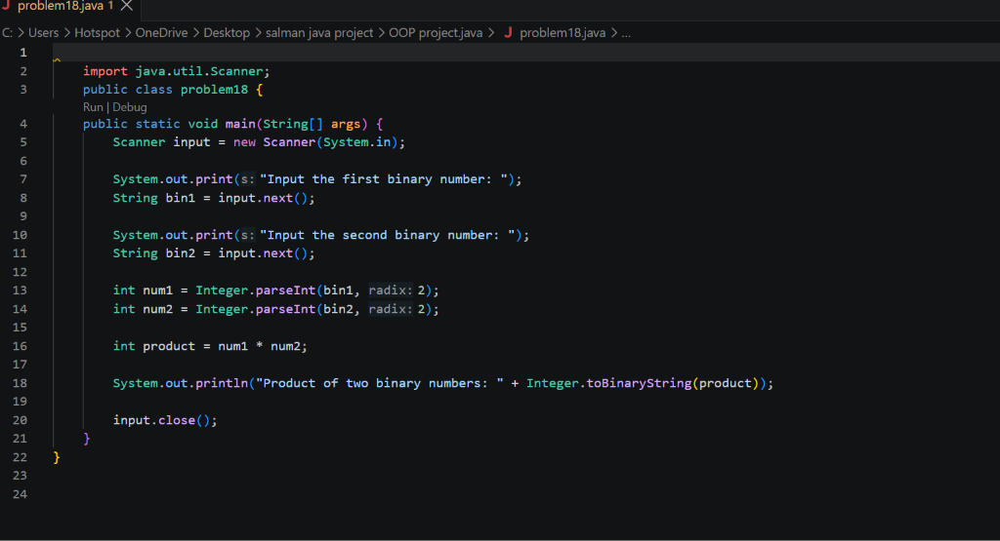 J problem18.java 1 ×
C: > Users > Hotspot > OneDrive > Desktop > salman java project > OOP project.java > J problem18.java > ...
1
2 import java.util.Scanner;
3 public class problem18 {
Run | Debug
4 public static void main(String[] args) {
5 Scanner input = new Scanner(System.in);
6
7 System.out.print(s: "Input the first binary number: ");
8 String bin1 = input.next();
9
10 System.out.print(s: "Input the second binary number: ");
11 String bin2 = input.next();
12
13 int num1 = Integer.parseInt(bin1, radix: 2);
14 int num2 = Integer.parseInt(bin2, radix: 2);
15
16 int product = num1 * num2;
17
18 System.out.println("Product of two binary numbers: " + Integer.toBinaryString(product));
19
20 input.close();
21 }
22 }
23
24